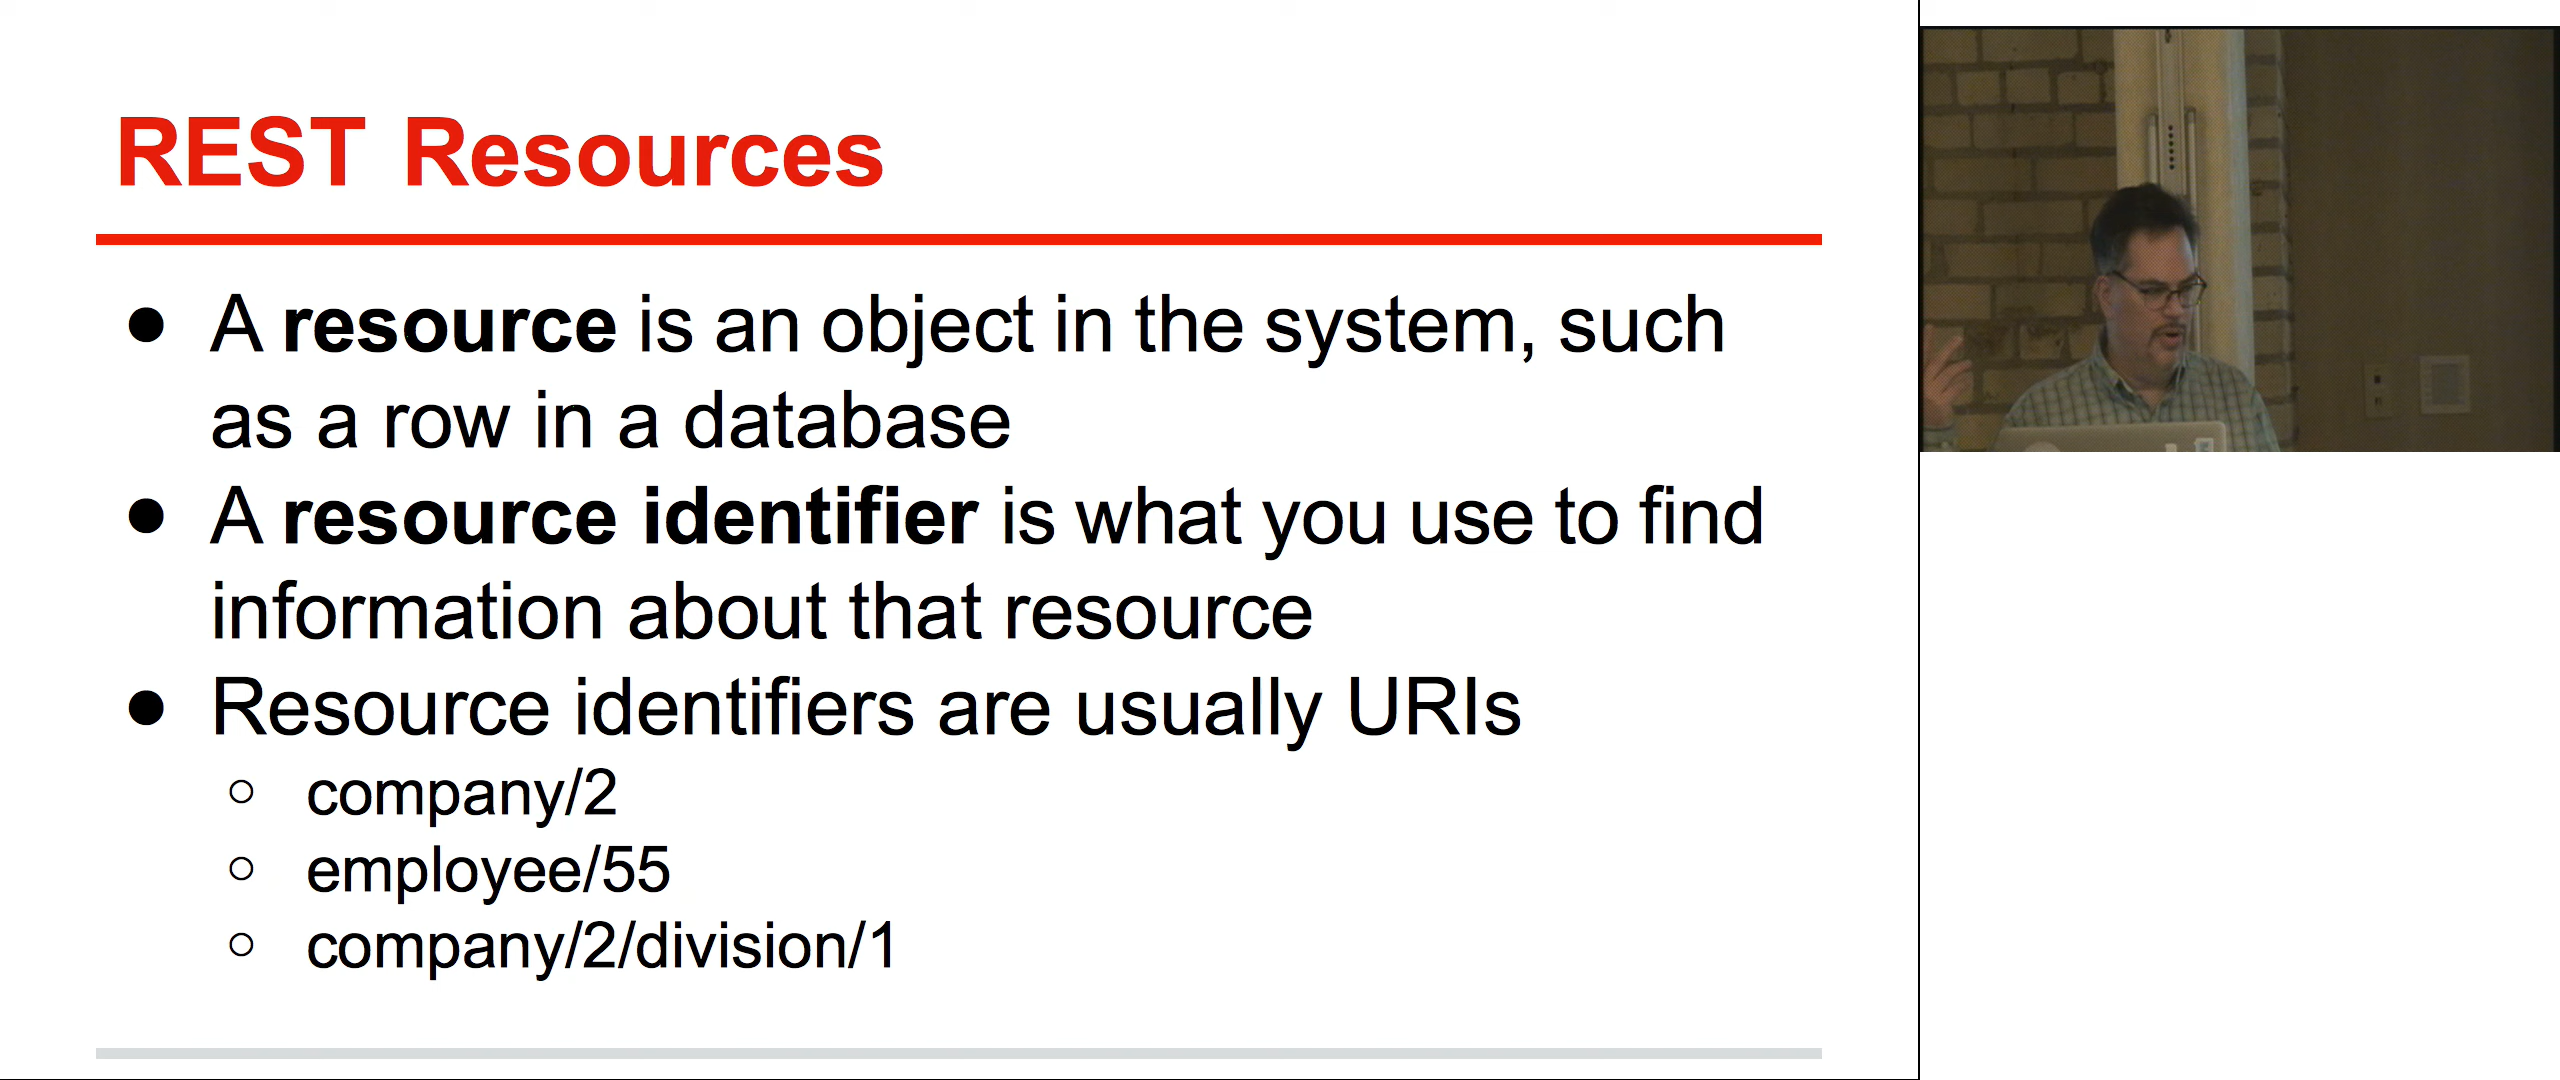 REST Resources
● A resource is an object in the system, such
as a row in a database
● A resource identifier is what you use to find
information about that resource
● Resource identifiers are usually URIs
○ company/2
○ employee/55
○ company/2/division/1